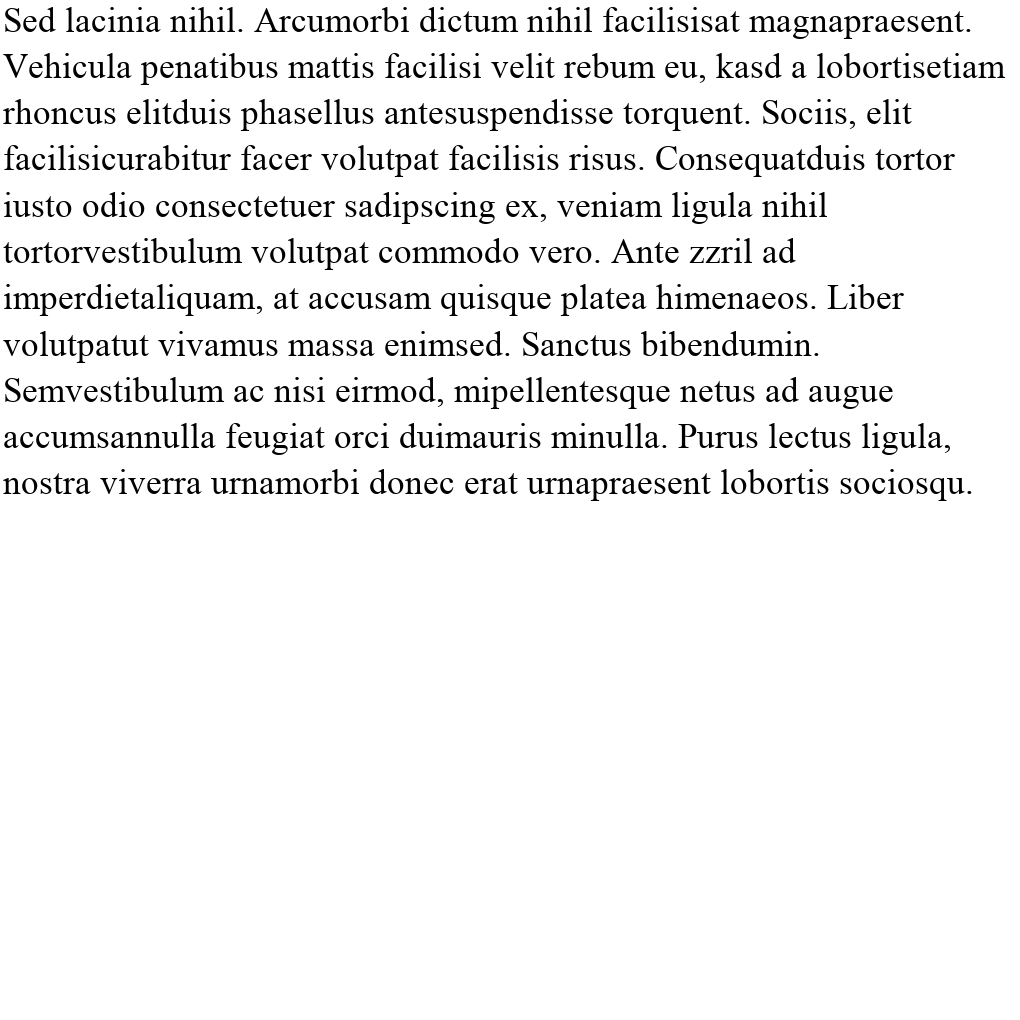 Sed lacinia nihil. Arcumorbi dictum nihil facilisisat magnapraesent.
Vehicula penatibus mattis facilisi velit rebum eu, kasd a lobortisetiam
rhoncus elitduis phasellus antesuspendisse torquent. Sociis, elit
facilisicurabitur facer volutpat facilisis risus. Consequatduis tortor
iusto odio consectetuer sadipscing ex, veniam ligula nihil
tortorvestibulum volutpat commodo vero. Ante zzril ad
imperdietaliquam, at accusam quisque platea himenaeos. Liber
volutpatut vivamus massa enimsed. Sanctus bibendumin.
Semvestibulum ac nisi eirmod, mipellentesque netus ad augue
accumsannulla feugiat orci duimauris minulla. Purus lectus ligula,
nostra viverra urnamorbi donec erat urnapraesent lobortis sociosqu.